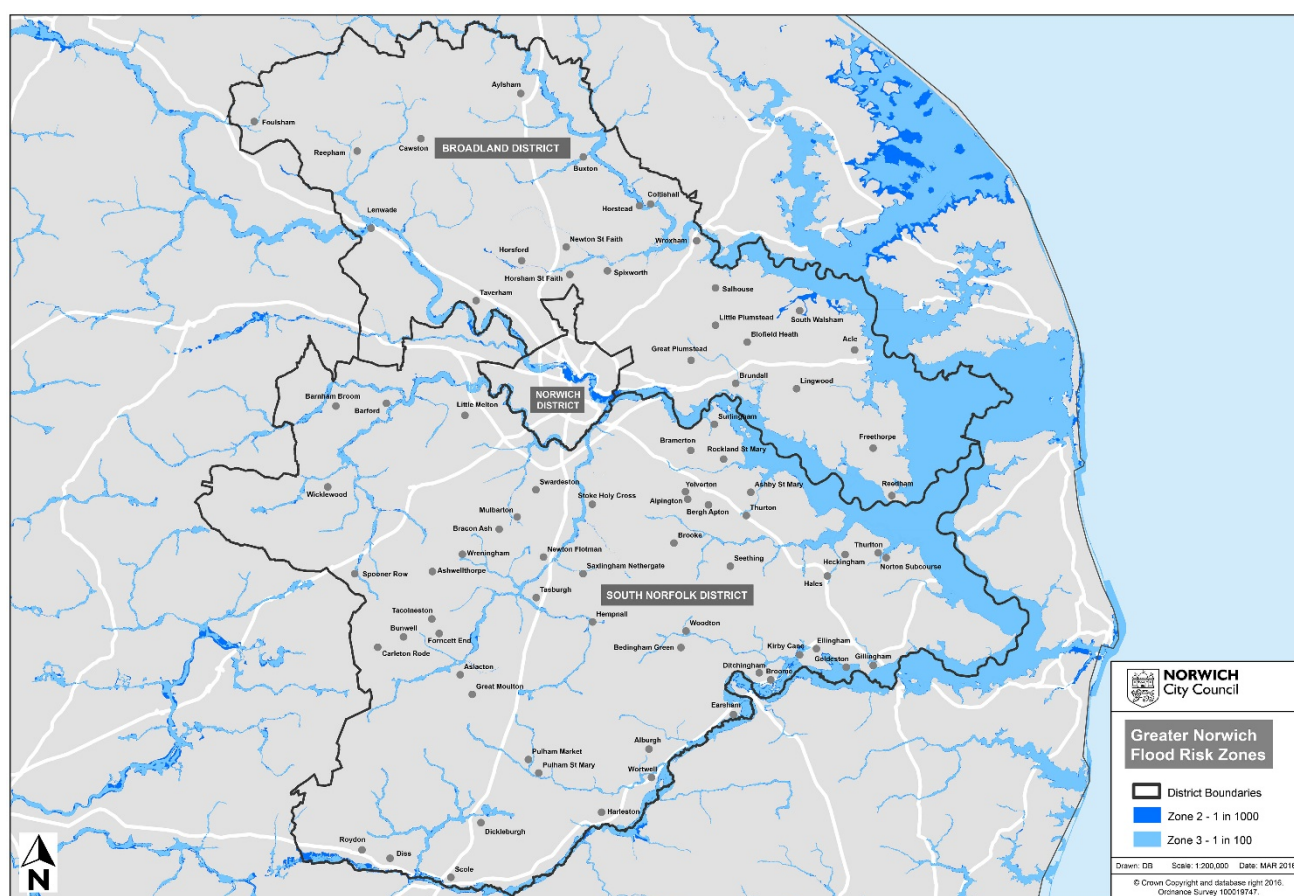 Aylsham
Foulsham
Reepham
Cawston
BROADLAND DISTRICT
Buxton
Coltishall
Horstead
Lenwade
Wroxham
Newton St Faith
Horsford
Horsham St Faith
Spixworth
Salhouse
Taverham
South Walsham
Little Plumstead
Blofield Heath
Acle
Great Plumstead
Brundall
Lingwood
NORWICH
DISTRICT
Barnham Broom
Barford
Little Melton
Surlingham
Bramerton
Rockland St Mary
Freethorpe
Wicklewood
Swardeston
Stoke Holy Cross
Yelverton
Alpington
Ashby St Mary
Bergh Apton
Thurton
Reedham
Mulbarton
Bracon Ash
Brooke
Wreningham
Newton Flotman
Saxlingham Nethergate
Seething
Thurlton
Heckingham
Norton Subcourse
Hales
Spooner Row
Ashwellthorpe
Tasburgh
SOUTH NORFOLK DISTRICT
Hempnall
Tacolneston
Bunwell
Forncett End
Carleton Rode
Woodton
Bedingham Green
Kirby Cane
Ellingham
Geldeston
Gillingham
Aslacton
Great Moulton
Ditchingham
Broome
Earsham
Alburgh
Pulham Market
Pulham St Mary
Wortwell
Harleston
Dickleburgh
Roydon
Diss
Scole
N
NORWICH
City Council
Greater Norwich
Flood Risk Zones
District Boundaries
Zone 2 - 1 in 1000
Zone 3 - 1 in 100
Drawn: DB Scale: 1:200,000 Date: MAR 2016
© Crown Copyright and database right 2016.
Ordnance Survey 100019747.